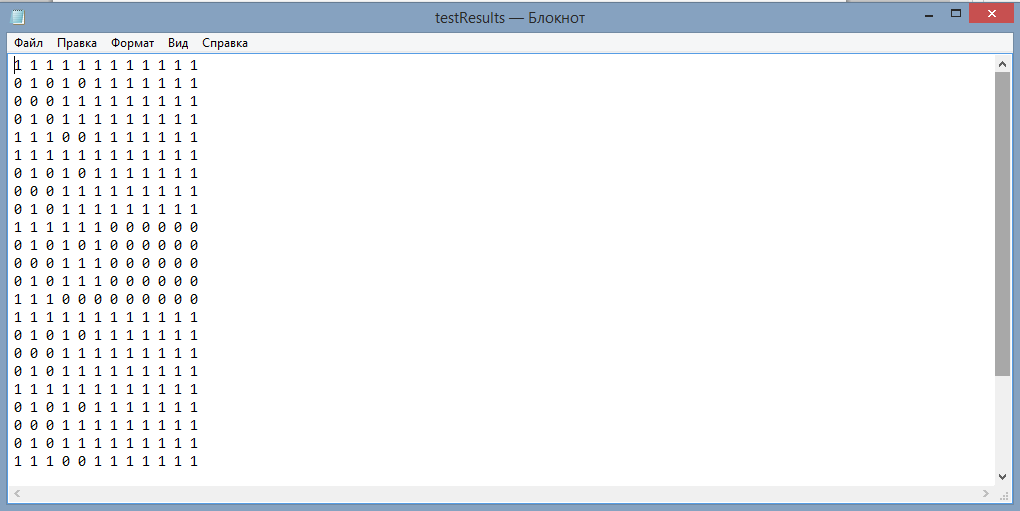 testResults — Блокнот
Файл Правка Формат Вид Справка
1 1 1 1 1 1 1 1 1 1 1 1
0 1 0 1 0 1 1 1 1 1 1 1
0 0 0 1 1 1 1 1 1 1 1 1
0 1 0 1 1 1 1 1 1 1 1 1
1 1 1 0 0 1 1 1 1 1 1 1
1 1 1 1 1 1 1 1 1 1 1 1
0 1 0 1 0 1 1 1 1 1 1 1
0 0 0 1 1 1 1 1 1 1 1 1
0 1 0 1 1 1 1 1 1 1 1 1
1 1 1 1 1 1 0 0 0 0 0 0
0 1 0 1 0 1 0 0 0 0 0 0
0 0 0 1 1 1 0 0 0 0 0 0
0 1 0 1 1 1 0 0 0 0 0 0
1 1 1 0 0 0 0 0 0 0 0 0
1 1 1 1 1 1 1 1 1 1 1 1
0 1 0 1 0 1 1 1 1 1 1 1
0 0 0 1 1 1 1 1 1 1 1 1
0 1 0 1 1 1 1 1 1 1 1 1
1 1 1 1 1 1 1 1 1 1 1 1
0 1 0 1 0 1 1 1 1 1 1 1
0 0 0 1 1 1 1 1 1 1 1 1
0 1 0 1 1 1 1 1 1 1 1 1
1 1 1 0 0 1 1 1 1 1 1 1